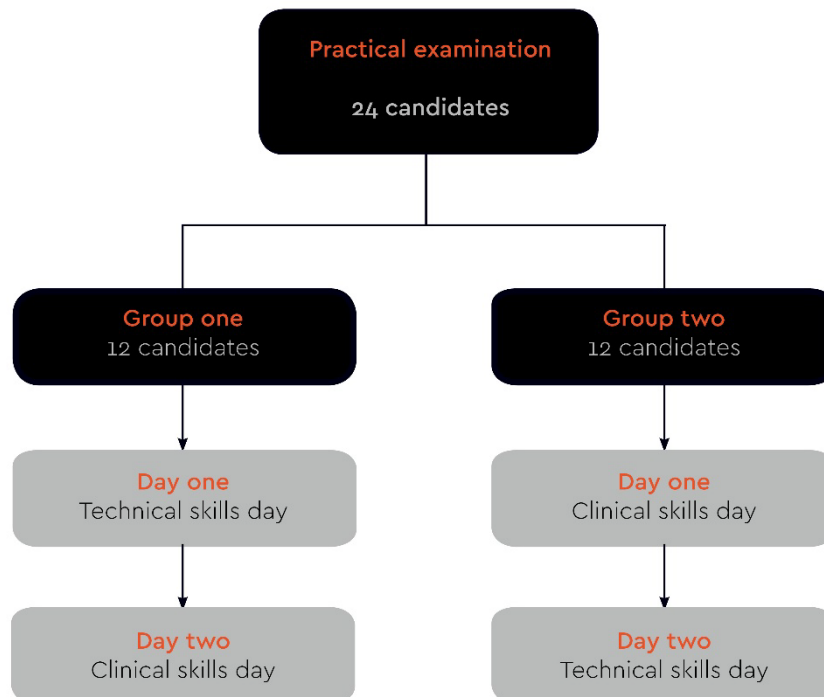 Practical examination
24 candidates
Group one
12 candidates
Group two
12 candidates
Day one
Technical skills day
Day one
Clinical skills day
Day two
Clinical skills day
Day two
Technical skills day